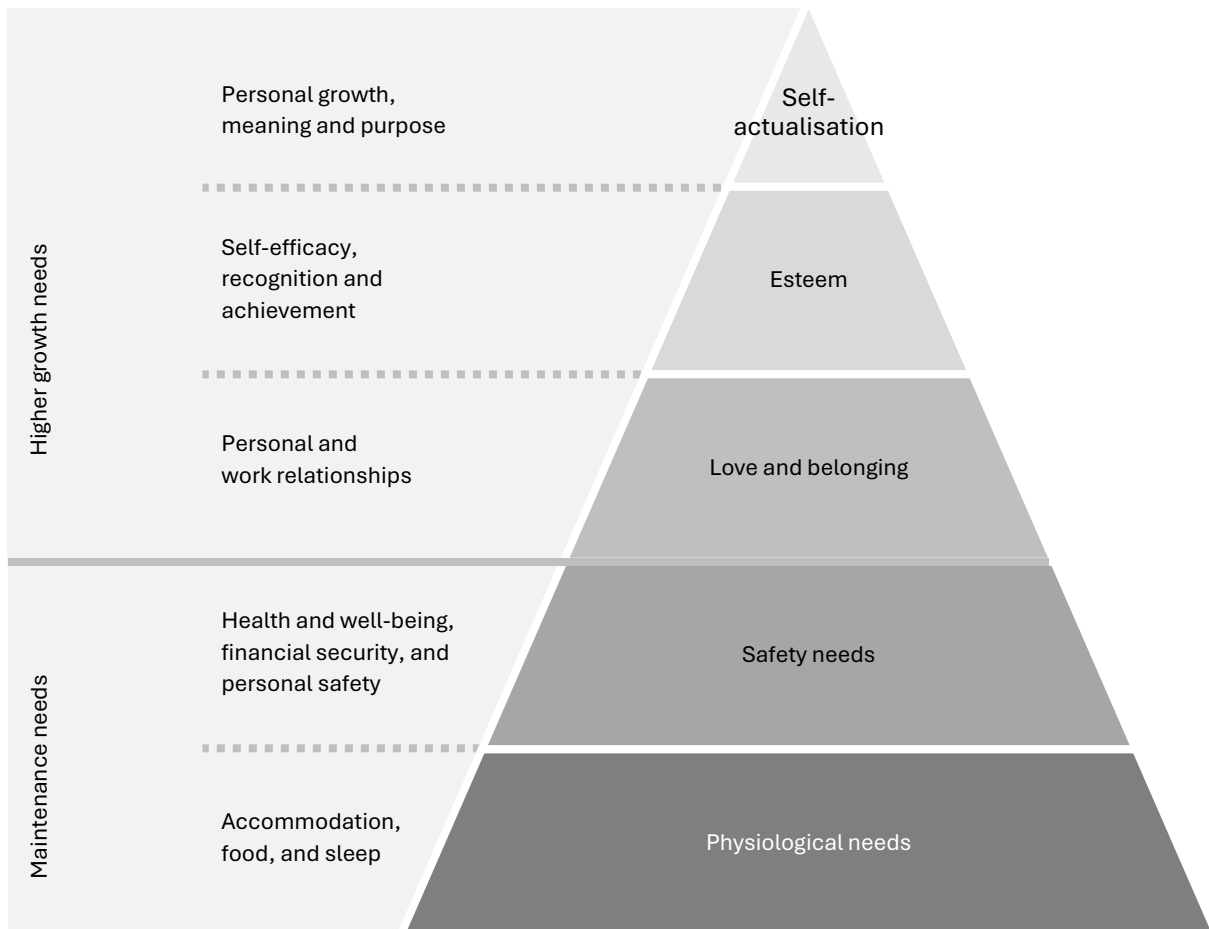 Higher growth needs
Personal growth,
meaning and purpose
Self-
actualisation
Self-efficacy,
recognition and
achievement
Esteem
Personal and
work relationships
Love and belonging
Maintenance needs
Health and well-being,
financial security, and
personal safety
Safety needs
Accommodation,
food, and sleep
Physiological needs